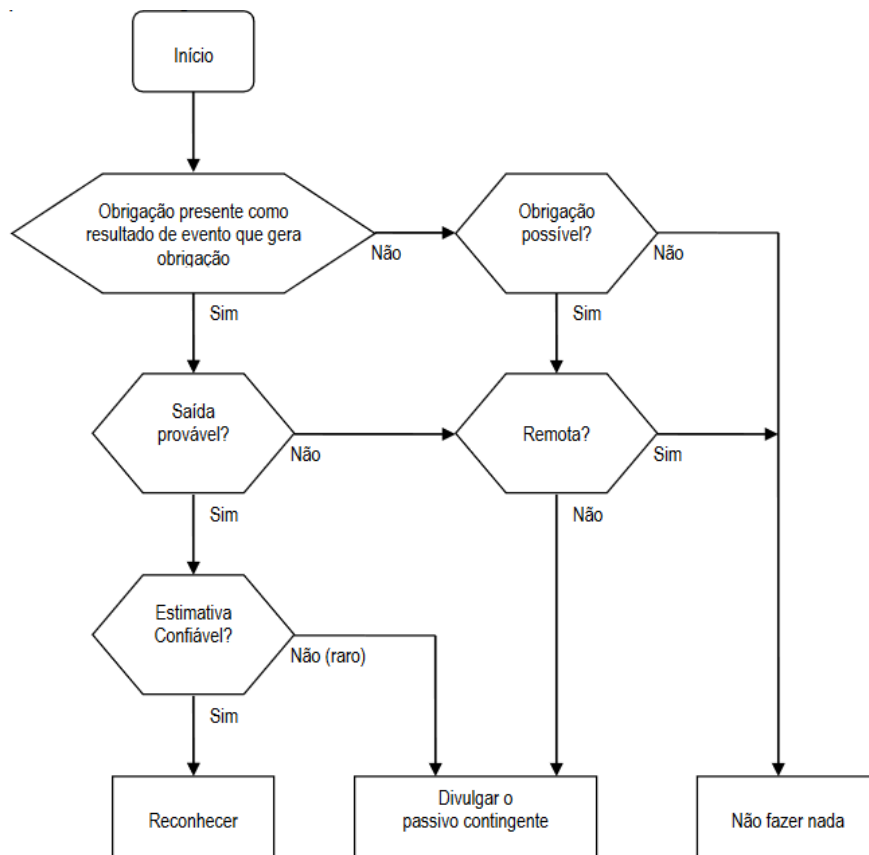 Início
Obrigação presente como
resultado de evento que gera
obrigação
Não
Obrigação
possível?
Não
Sim
Sim
Saída
provável?
Não
Remota?
Sim
Sim
Não
Estimativa
Confiável?
Não (raro)
Sim
Reconhecer
Divulgar o
passivo contingente
Não fazer nada